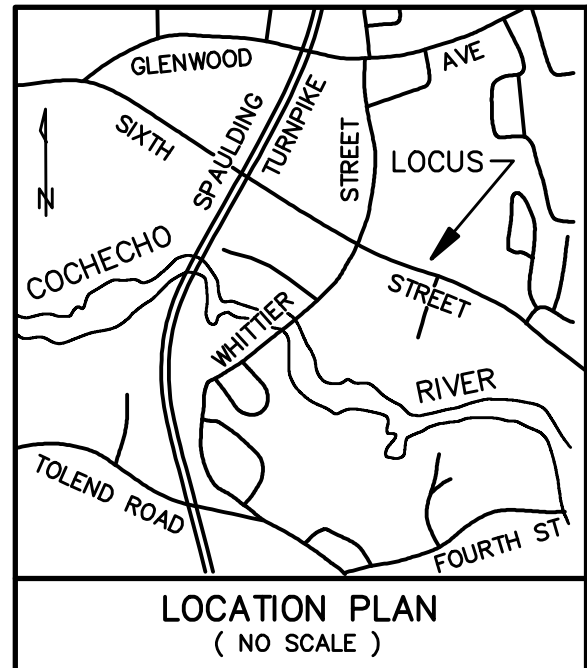 GLENWOOD
AVE
SIXTH
SPAULDING
TURNPIKE
STREET
LOCUS
N
COCHECHO
STREET
WHITTIER
RIVER
TOLEND ROAD
FOURTH ST
LOCATION PLAN
( NO SCALE )